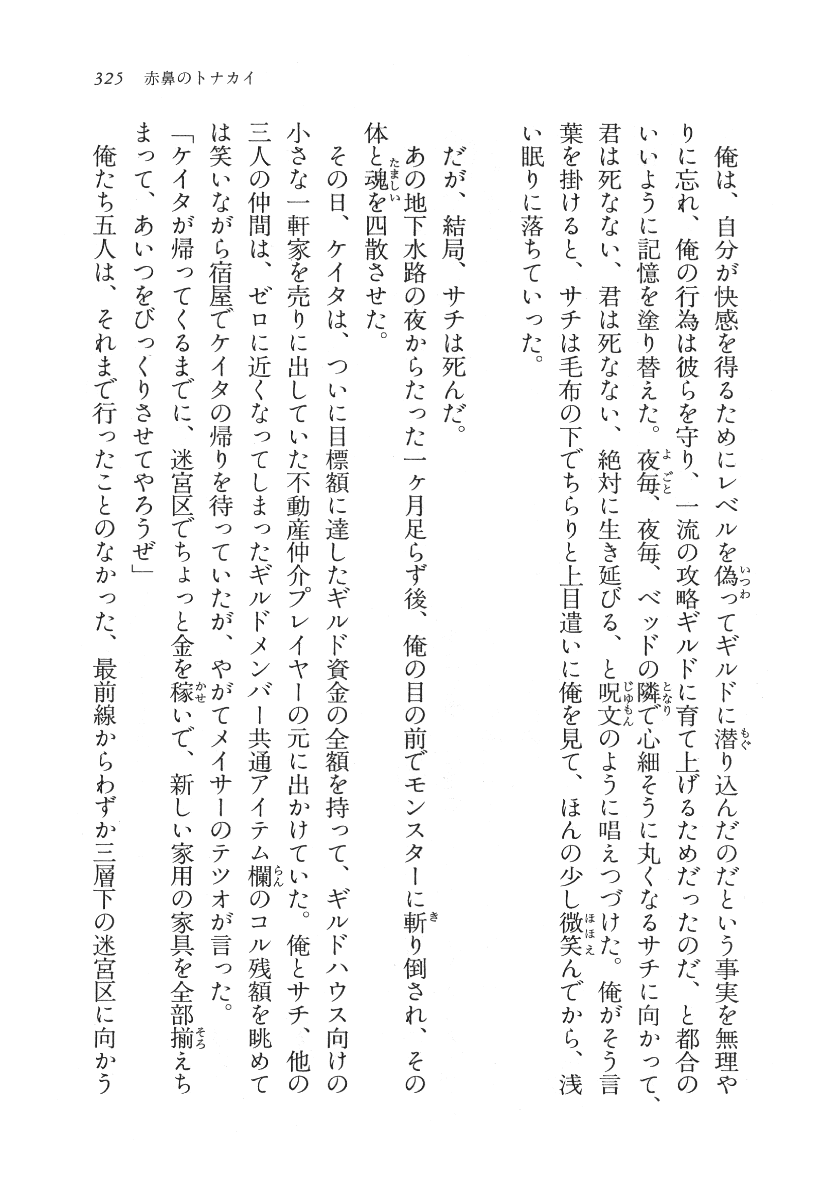 325　赤鼻のトナカイ
　俺は、自分が快感を得るためにレベルを偽ってギルドに潜り込んだのだという事実を無理や
りに忘れ、俺の行為は彼らを守り、一流の攻略ギルドに育て上げるためだったのだ、と都合の
いいように記憶を塗り替えた。夜毎、夜毎、ベッドの隣で心細そうに丸くなるサチに向かって、
君は死なない、君は死なない、絶対に生き延びる、と呪文のように唱えつづけた。俺がそう言
葉を掛けると、サチは毛布の下でちらりと上目遣いに俺を見て、ほんの少し微笑んでから、浅
い眠りに落ちていった。
　だが、結局、サチは死んだ。
　あの地下水路の夜からたった一ヶ月足らず後、俺の目の前でモンスターに斬り倒され、その
体と魂を四散させた。
　その日、ケイタは、ついに目標額に達したギルド資金の全額を持って、ギルドハウス向けの
小さな一軒家を売りに出していた不動産仲介プレイヤーの元に出かけていた。俺とサチ、他の
三人の仲間は、ゼロに近くなってしまったギルドメンバー共通アイテム欄のコル残額を眺めて
は笑いながら宿屋でケイタの帰りを待っていたが、やがてメイサーのテツオが言った。
「ケイタが帰ってくるまでに、迷宮区でちょっと金を稼いで、新しい家用の家具を全部揃えち
まって、あいつをびっくりさせてやろうぜ」
　俺たち五人は、それまで行ったことのなかった、最前線からわずか三層下の迷宮区に向かう